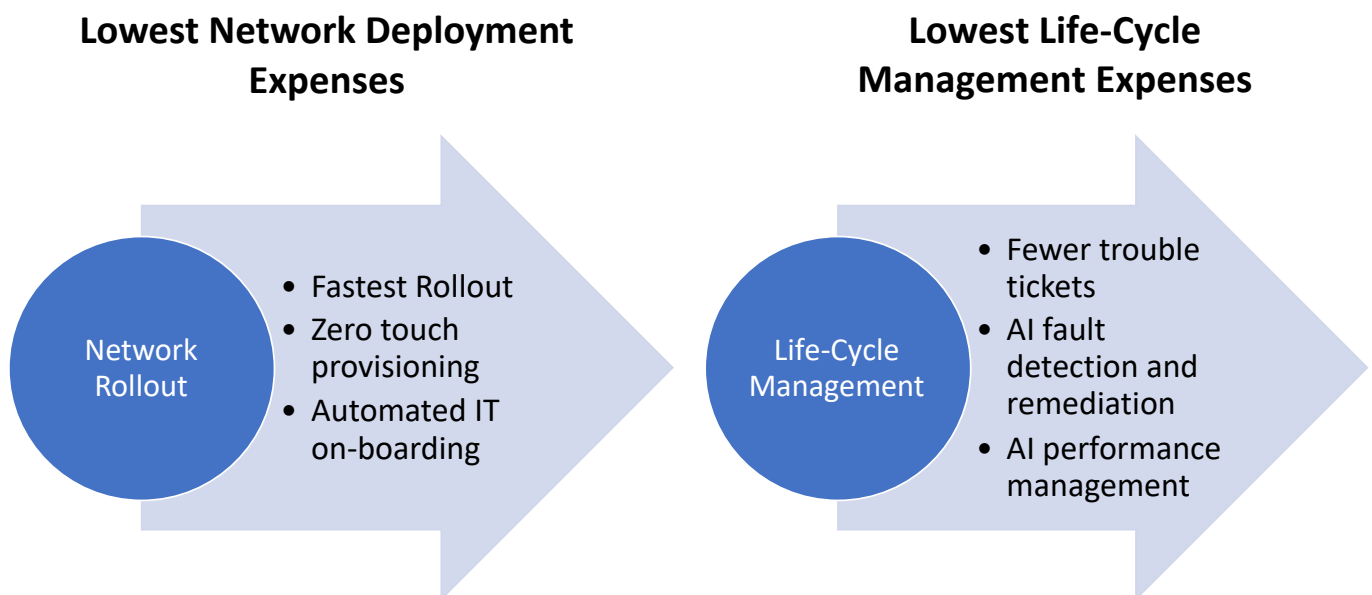 Lowest Network Deployment
Expenses
Network
Rollout
• Fastest Rollout
• Zero touch
provisioning
• Automated IT
on-boarding
Lowest Life-Cycle
Management Expenses
Life-Cycle
Management
• Fewer trouble
tickets
• AI fault
detection and
remediation
• AI performance
management